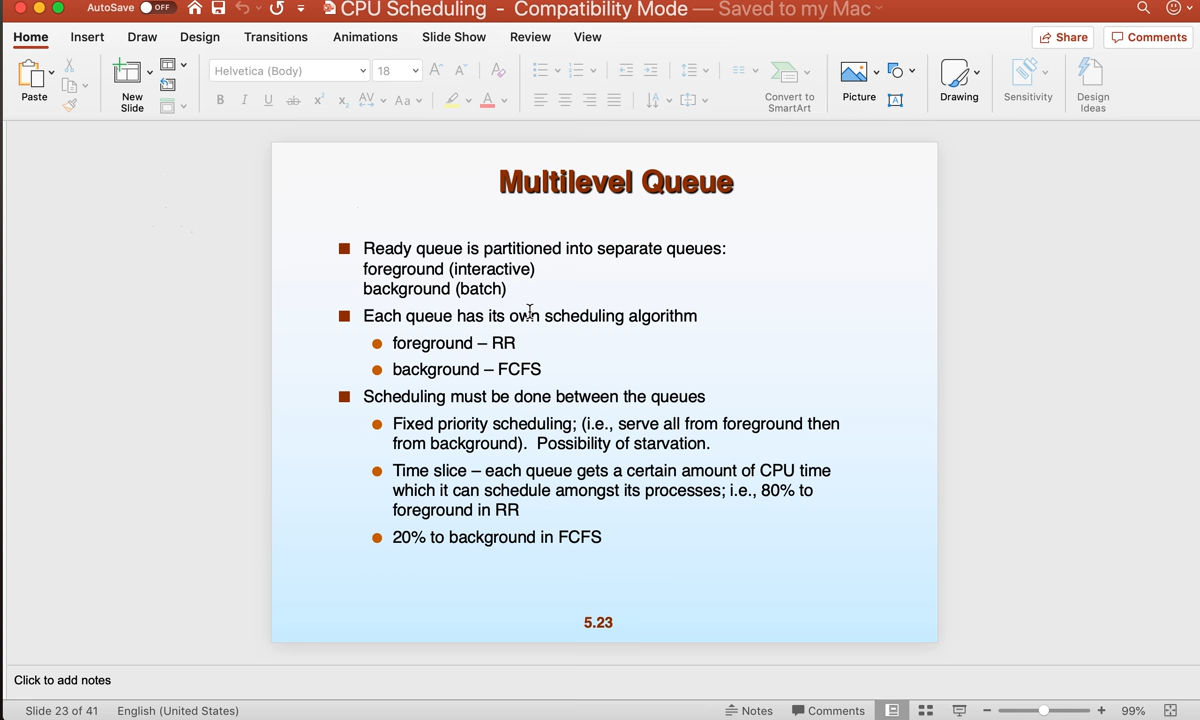 AutoSave OFF CPU Scheduling - Compatibility Mode — Saved to my Mac
Home Insert Draw Design Transitions Animations Slide Show Review View Share Comments
Paste New Slide Helvetica (Body) 18 Convert to SmartArt Picture Drawing Sensitivity Design Ideas
Multilevel Queue
Ready queue is partitioned into separate queues:
foreground (interactive)
background (batch)
Each queue has its own scheduling algorithm
foreground – RR
background – FCFS
Scheduling must be done between the queues
Fixed priority scheduling; (i.e., serve all from foreground then
from background). Possibility of starvation.
Time slice – each queue gets a certain amount of CPU time
which it can schedule amongst its processes; i.e., 80% to
foreground in RR
20% to background in FCFS
5.23
Click to add notes
Slide 23 of 41 English (United States) Notes Comments 99%